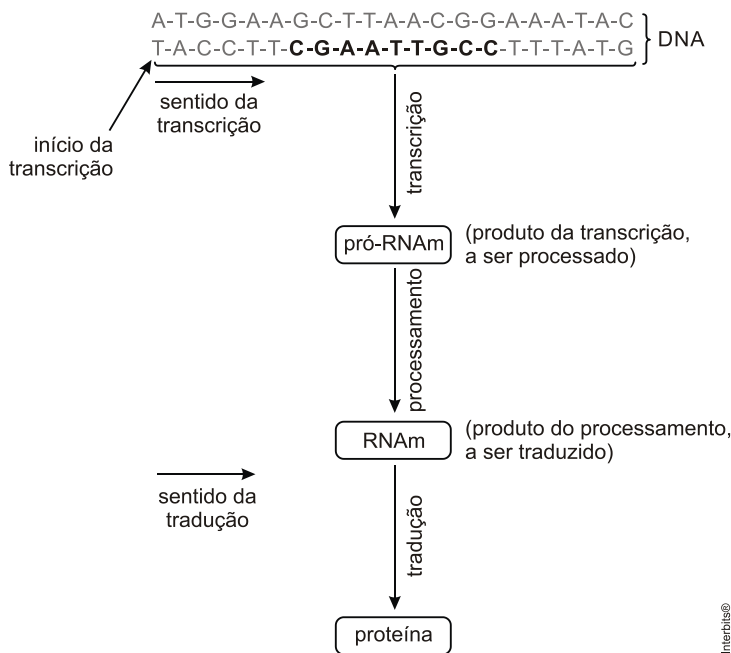 A-T-G-G-A-A-G-C-T-T-A-A-C-G-G-A-A-A-T-A-C
T-A-C-C-T-T-C-G-A-A-T-T-G-C-C-T-T-T-A-T-G
DNA
sentido da
transcrição
início da
transcrição
transcrição
pró-RNAm
(produto da transcrição,
a ser processado)
processamento
RNAm
(produto do processamento,
a ser traduzido)
sentido da
tradução
tradução
proteína
Interbits®